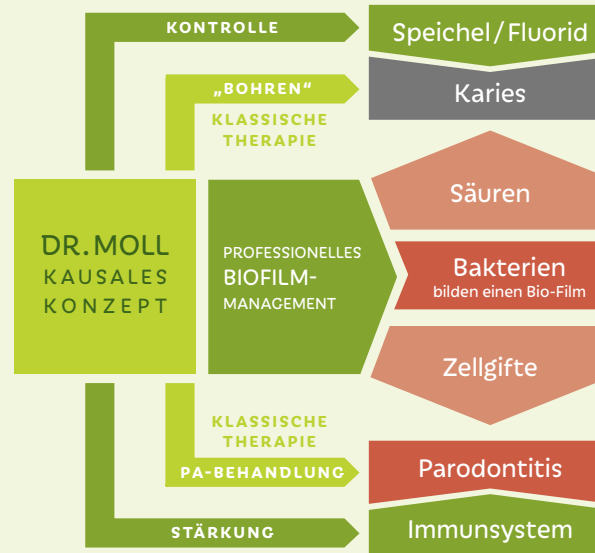 KONTROLLE
Speichel/Fluorid
„BOHREN“
Karies
KLASSISCHE
THERAPIE
Säuren
DR. MOLL
KAUSALES
KONZEPT
PROFESSIONELLES
BIOFILM-
MANAGEMENT
Bakterien
bilden einen Bio-Film
Zellgifte
KLASSISCHE
THERAPIE
PA-BEHANDLUNG
Parodontitis
STÄRKUNG
Immunsystem